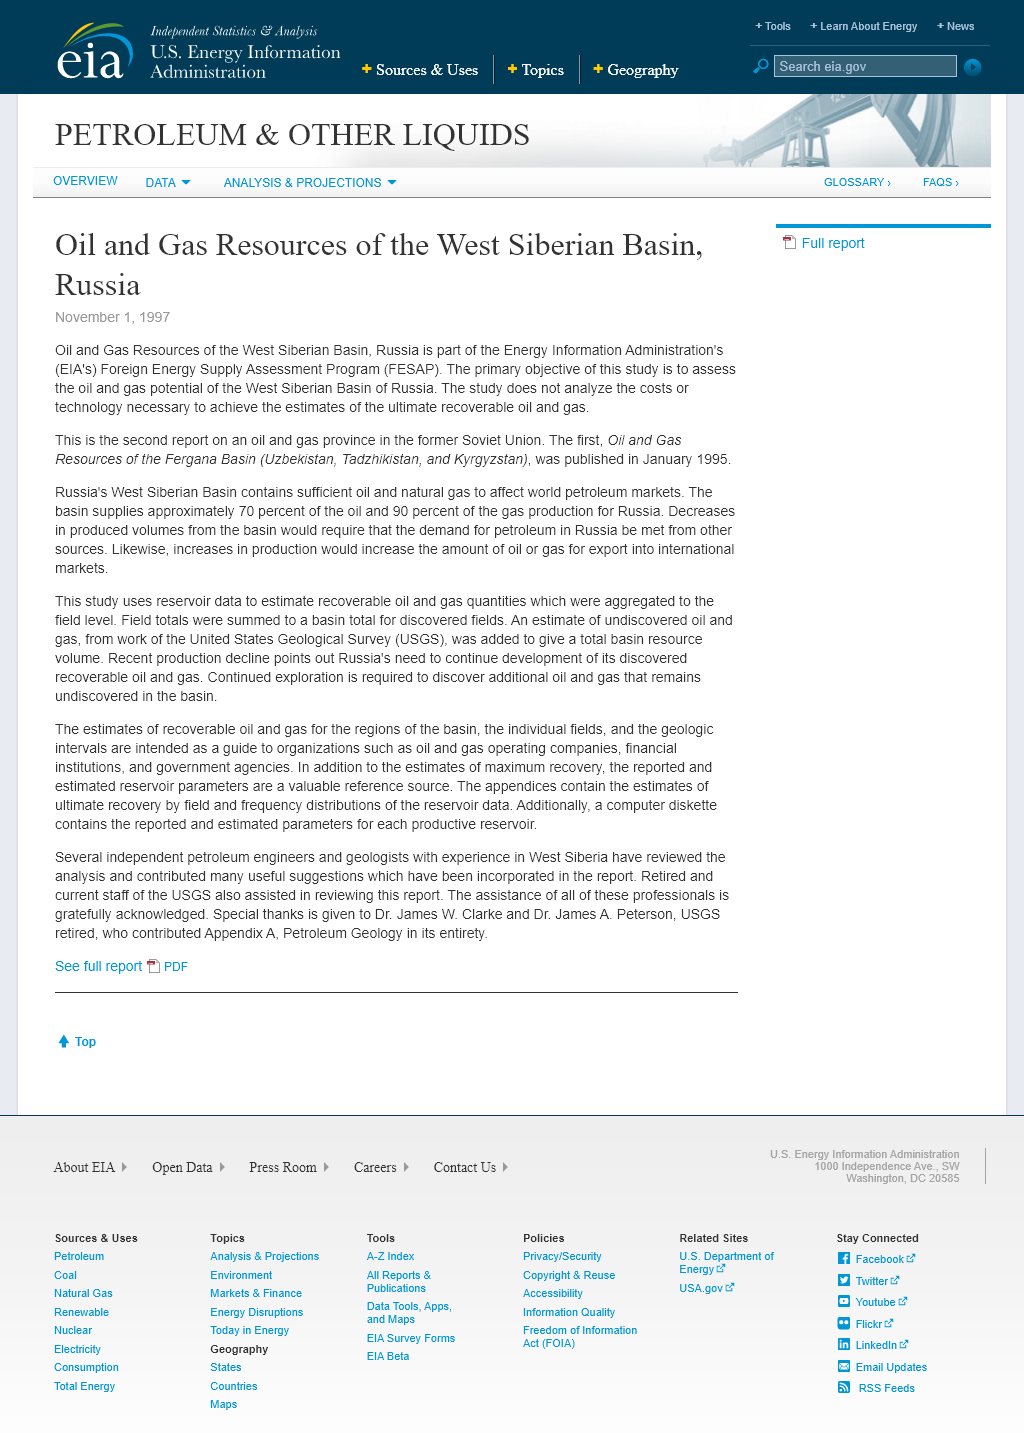 Independent Statistics & Analysis
eia
U.S. Energy Information
Administration
+ Sources & Uses
+ Topics
+ Geography
+ Tools
+ Learn About Energy
+ News
Search eia.gov
PETROLEUM & OTHER LIQUIDS
OVERVIEW
DATA
ANALYSIS & PROJECTIONS
GLOSSARY ›
FAQS ›
Oil and Gas Resources of the West Siberian Basin,
Russia
November 1, 1997
Full report
Oil and Gas Resources of the West Siberian Basin, Russia is part of the Energy Information Administration's
(EIA's) Foreign Energy Supply Assessment Program (FESAP). The primary objective of this study is to assess
the oil and gas potential of the West Siberian Basin of Russia. The study does not analyze the costs or
technology necessary to achieve the estimates of the ultimate recoverable oil and gas.
This is the second report on an oil and gas province in the former Soviet Union. The first, Oil and Gas
Resources of the Fergana Basin (Uzbekistan, Tadzhikistan, and Kyrgyzstan), was published in January 1995.
Russia's West Siberian Basin contains sufficient oil and natural gas to affect world petroleum markets. The
basin supplies approximately 70 percent of the oil and 90 percent of the gas production for Russia. Decreases
in produced volumes from the basin would require that the demand for petroleum in Russia be met from other
sources. Likewise, increases in production would increase the amount of oil or gas for export into international
markets.
This study uses reservoir data to estimate recoverable oil and gas quantities which were aggregated to the
field level. Field totals were summed to a basin total for discovered fields. An estimate of undiscovered oil and
gas, from work of the United States Geological Survey (USGS), was added to give a total basin resource
volume. Recent production decline points out Russia's need to continue development of its discovered
recoverable oil and gas. Continued exploration is required to discover additional oil and gas that remains
undiscovered in the basin.
The estimates of recoverable oil and gas for the regions of the basin, the individual fields, and the geologic
intervals are intended as a guide to organizations such as oil and gas operating companies, financial
institutions, and government agencies. In addition to the estimates of maximum recovery, the reported and
estimated reservoir parameters are a valuable reference source. The appendices contain the estimates of
ultimate recovery by field and frequency distributions of the reservoir data. Additionally, a computer diskette
contains the reported and estimated parameters for each productive reservoir.
Several independent petroleum engineers and geologists with experience in West Siberia have reviewed the
analysis and contributed many useful suggestions which have been incorporated in the report. Retired and
current staff of the USGS also assisted in reviewing this report. The assistance of all of these professionals is
gratefully acknowledged. Special thanks is given to Dr. James W. Clarke and Dr. James A. Peterson, USGS
retired, who contributed Appendix A, Petroleum Geology in its entirety.
See full report PDF
Top
About EIA
Open Data
Press Room
Careers
Contact Us
U.S. Energy Information Administration
1000 Independence Ave., SW
Washington, DC 20585
Sources & Uses
Petroleum
Coal
Natural Gas
Renewable
Nuclear
Electricity
Consumption
Total Energy
Topics
Analysis & Projections
Environment
Markets & Finance
Energy Disruptions
Today in Energy
Geography
States
Countries
Maps
Tools
A-Z Index
All Reports &
Publications
Data Tools, Apps,
and Maps
EIA Survey Forms
EIA Beta
Policies
Privacy/Security
Copyright & Reuse
Accessibility
Information Quality
Freedom of Information
Act (FOIA)
Related Sites
U.S. Department of
Energy
USA.gov
Stay Connected
Facebook
Twitter
Youtube
Flickr
LinkedIn
Email Updates
RSS Feeds